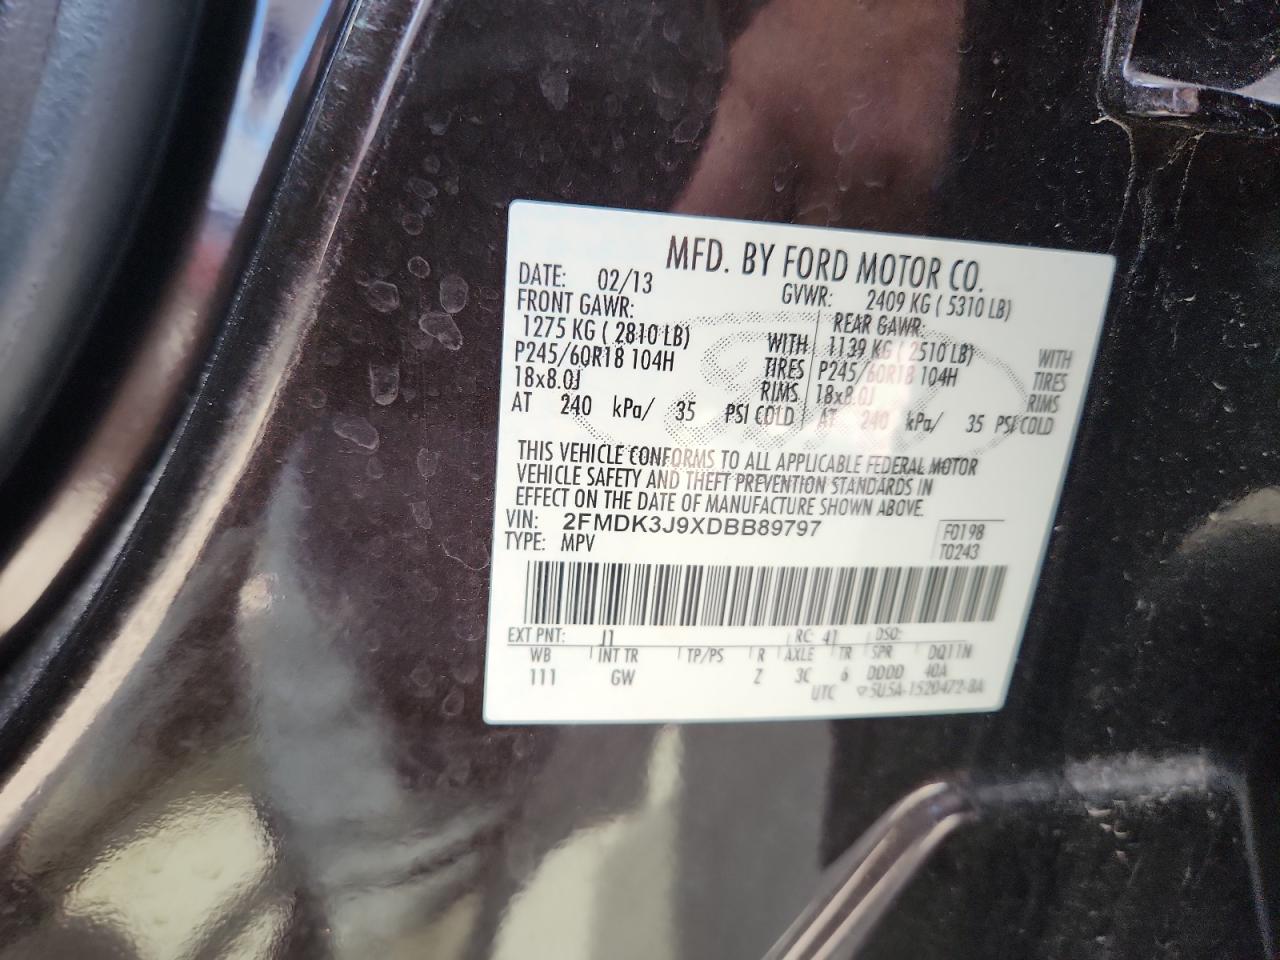 MFD. BY FORD MOTOR CO.
DATE: 02/13 GVWR: 2409 KG ( 5310 LB)
FRONT GAWR: REAR GAWR:
1275 KG ( 2810 LB) WITH 1139 KG ( 2510 LB) WITH
P245/60R18 104H TIRES P245/60R18 104H TIRES
18x8.0J RIMS 18x8.0J RIMS
AT 240 kPa/ 35 PSI COLD AT 240 kPa/ 35 PSI COLD
THIS VEHICLE CONFORMS TO ALL APPLICABLE FEDERAL MOTOR
VEHICLE SAFETY AND THEFT PREVENTION STANDARDS IN
EFFECT ON THE DATE OF MANUFACTURE SHOWN ABOVE.
VIN: 2FMDK3J9XDBB89797 F0198
TYPE: MPV T0243
EXT PNT: J1 RC: 41 DSO:
WB INT TR TP/PS R AXLE TR SPR DQ11N
111 GW Z 3C 6 DDDD 40A
UTC ▽5U5A-1520472-BA